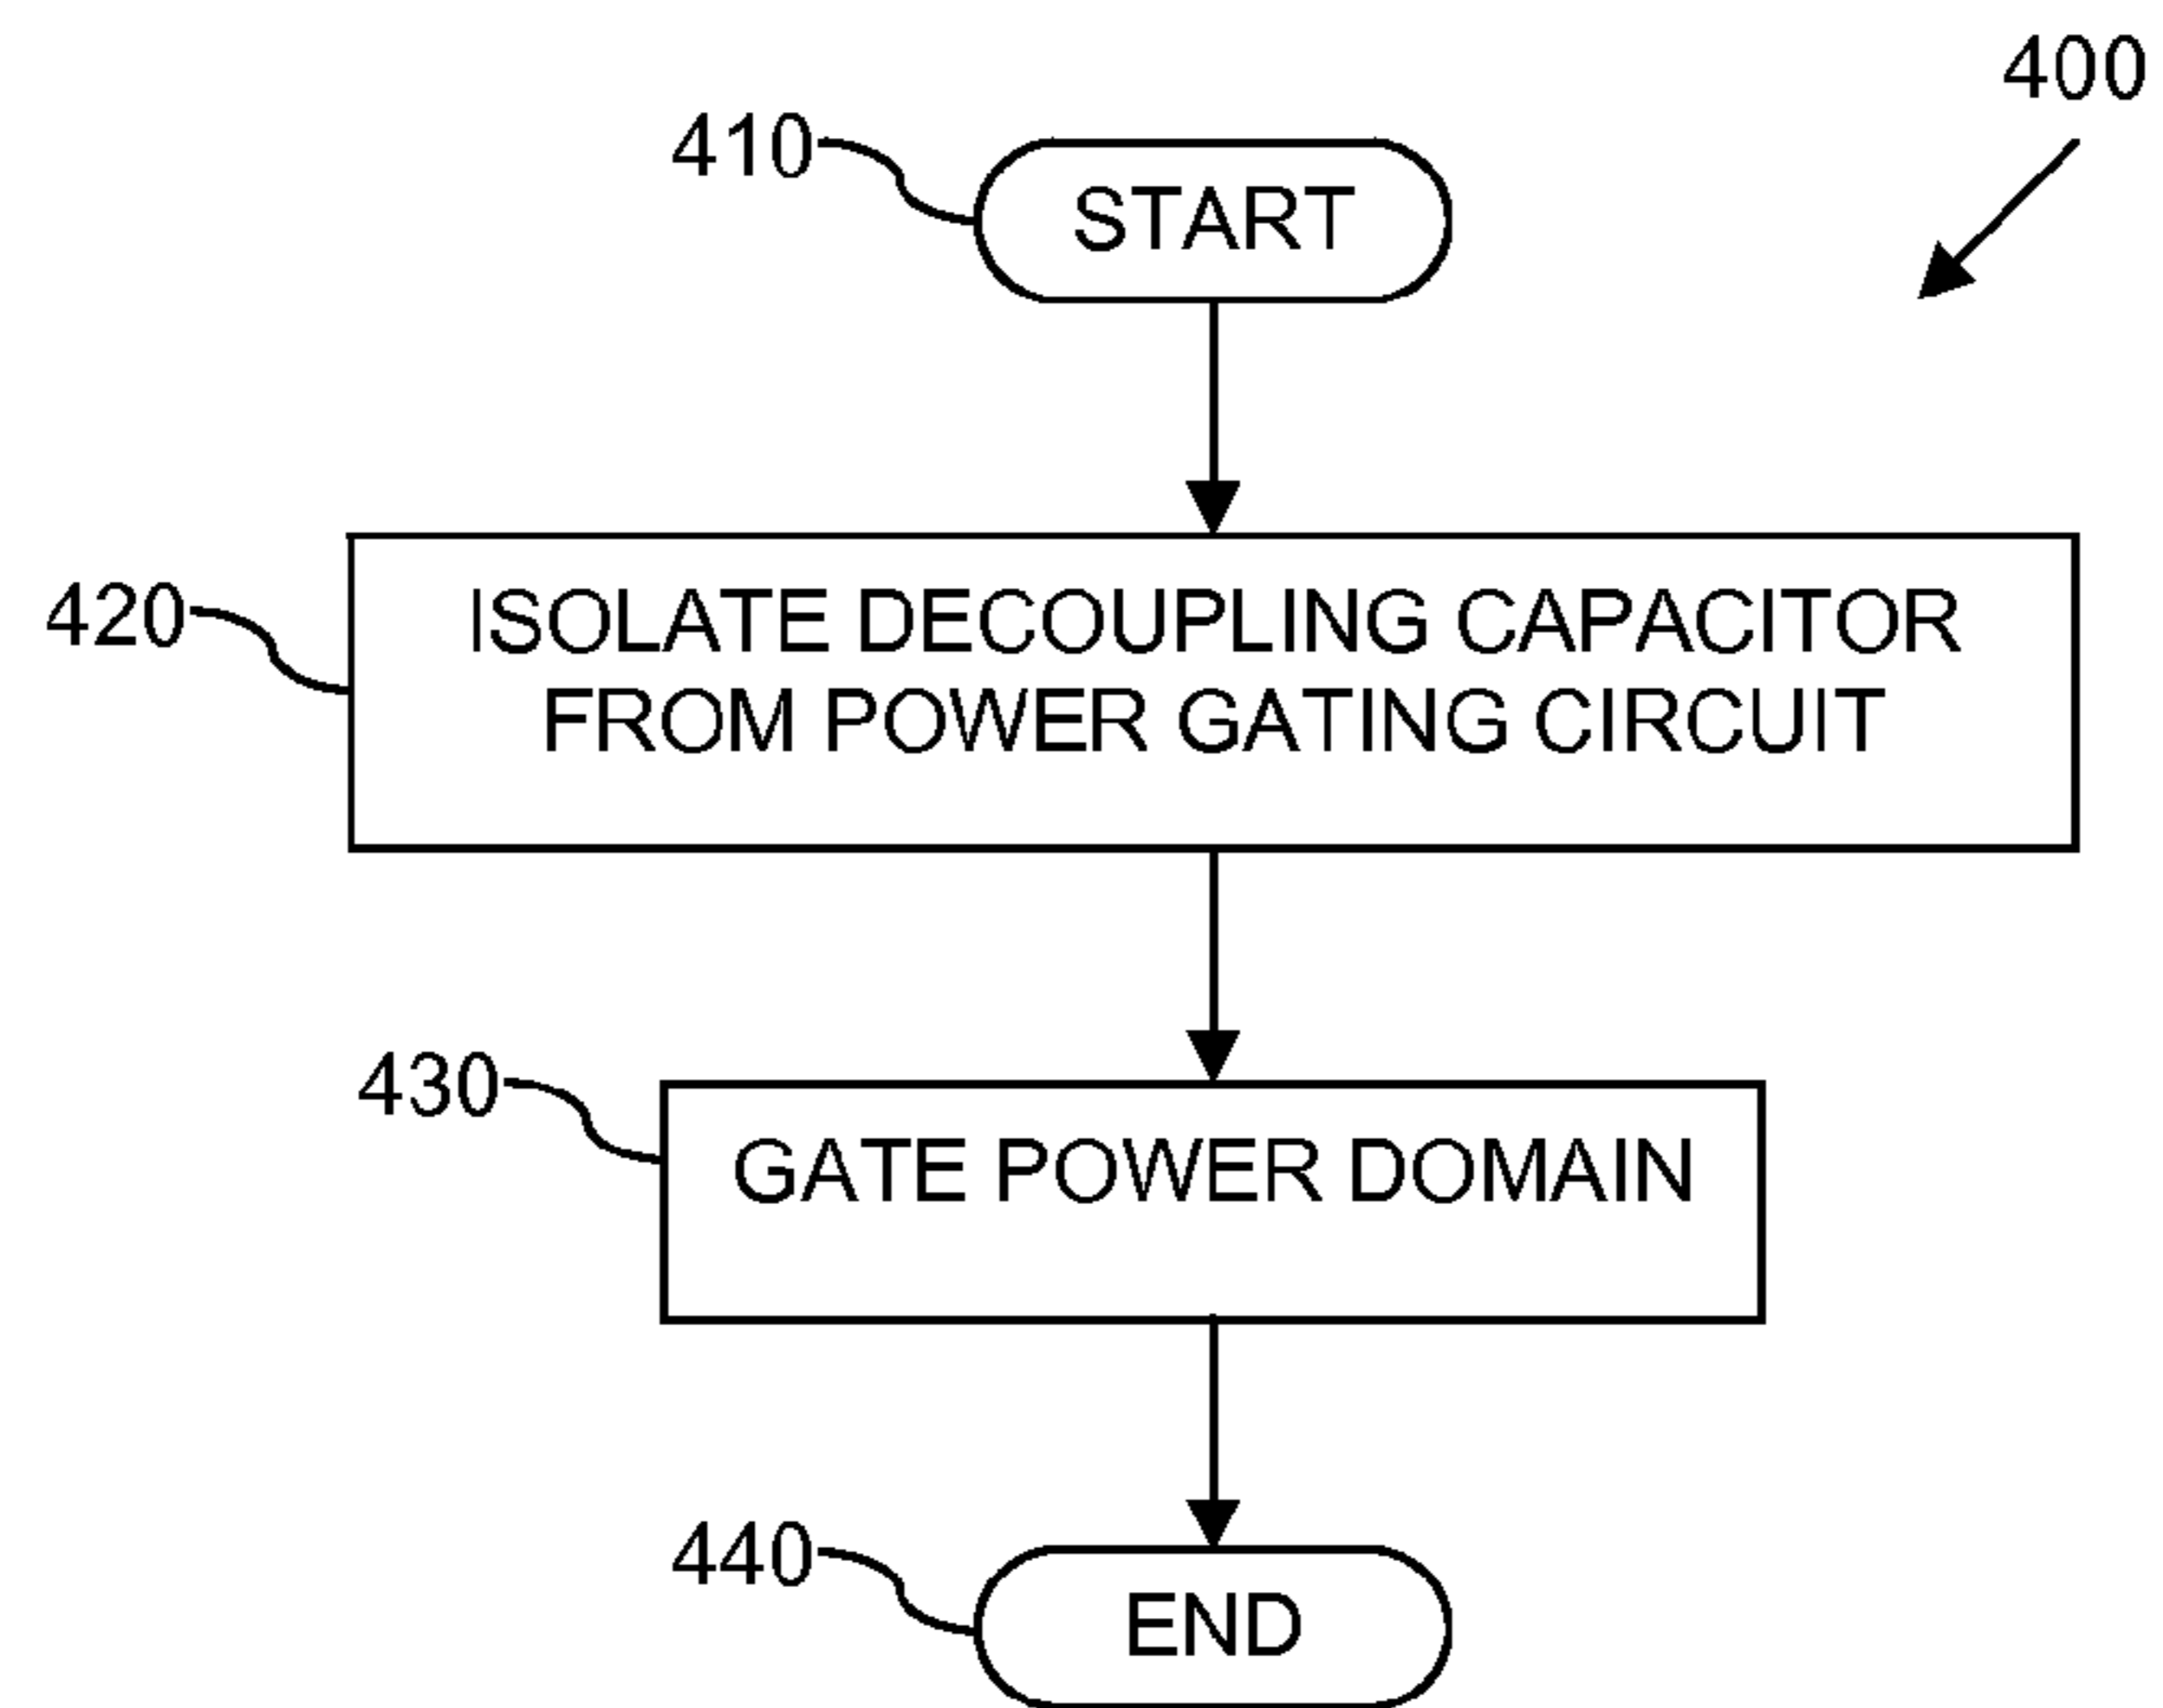 400
410
START
420
ISOLATE DECOUPLING CAPACITOR
FROM POWER GATING CIRCUIT
430
GATE POWER DOMAIN
440
END